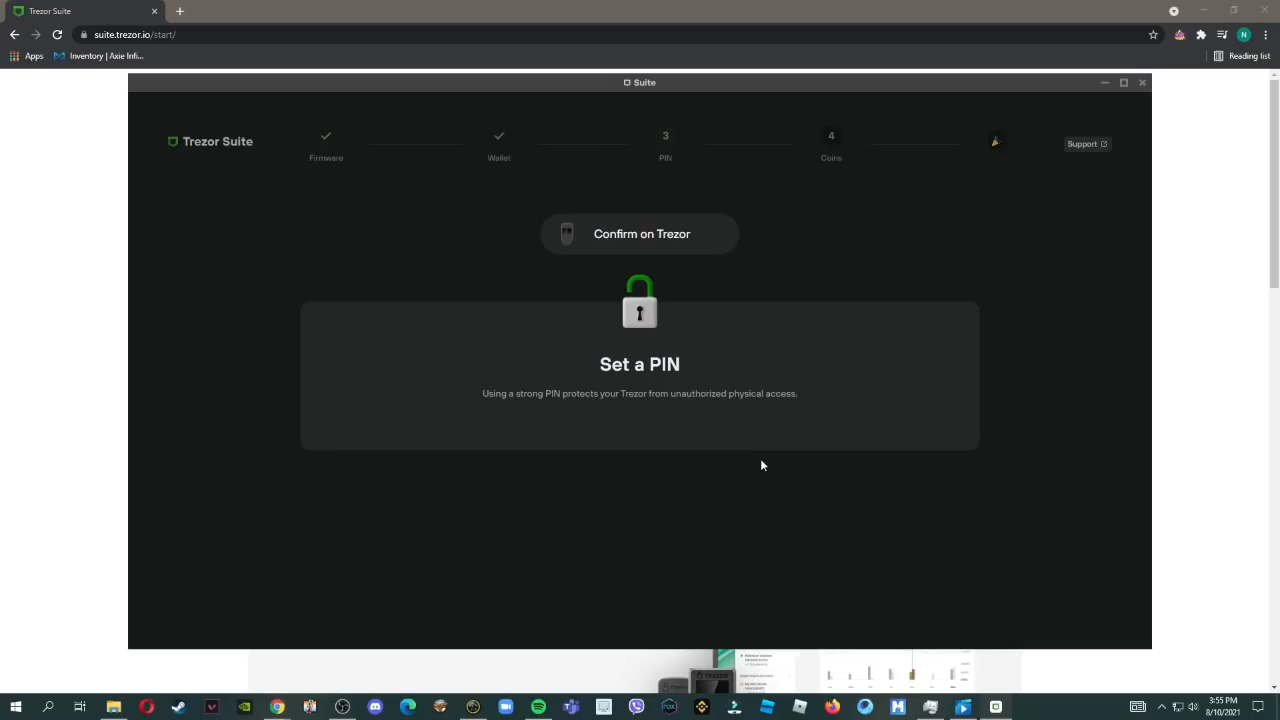 Trezor Suite
suite.trezor.io/start/
N
Apps
Inventory | Axie Infi...
Reading list
Suite
Trezor Suite
3
4
Firmware
Wallet
PIN
Coins
Support
Confirm on Trezor
Set a PIN
Using a strong PIN protects your Trezor from unauthorized physical access.
3:55 PM
8/10/2021